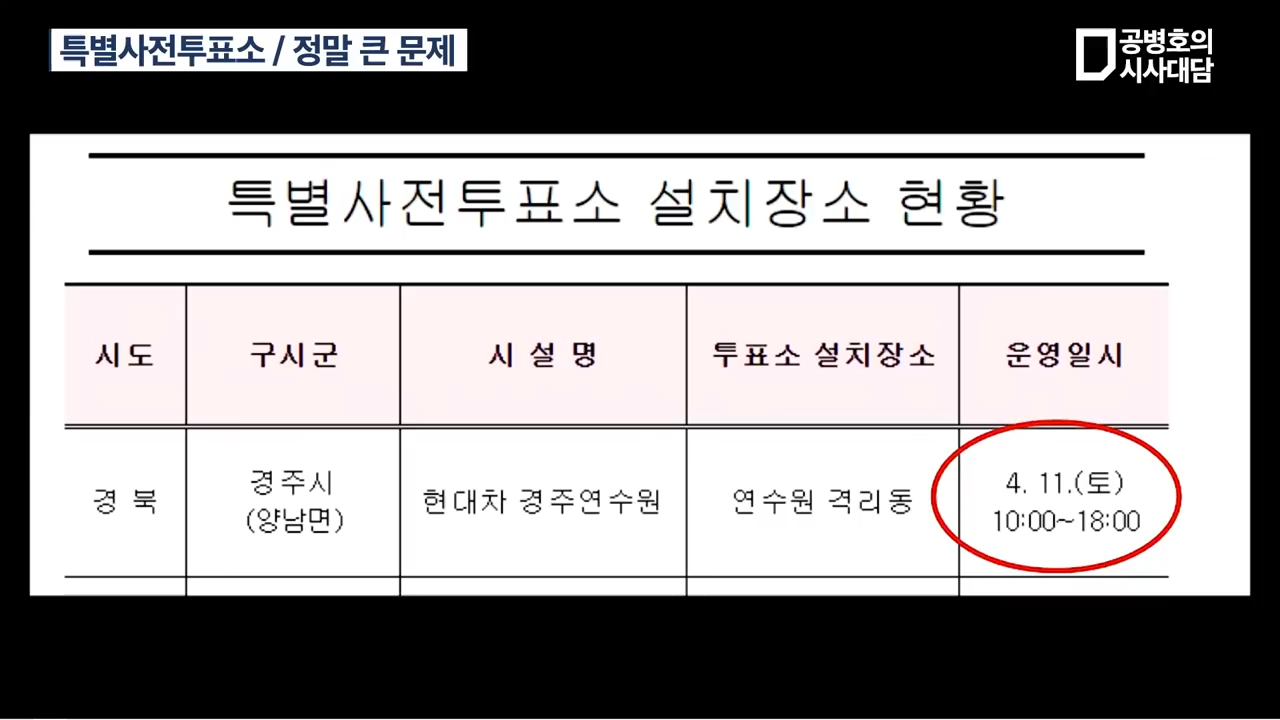 특별사전투표소 / 정말 큰 문제
공병호의
시사대담
특별사전투표소 설치장소 현황
시도 구시군 시 설 명 투표소 설치장소 운영일시
경 북 경주시 (양남면) 현대차 경주연수원 연수원 격리동 4. 11.(토) 10:00~18:00